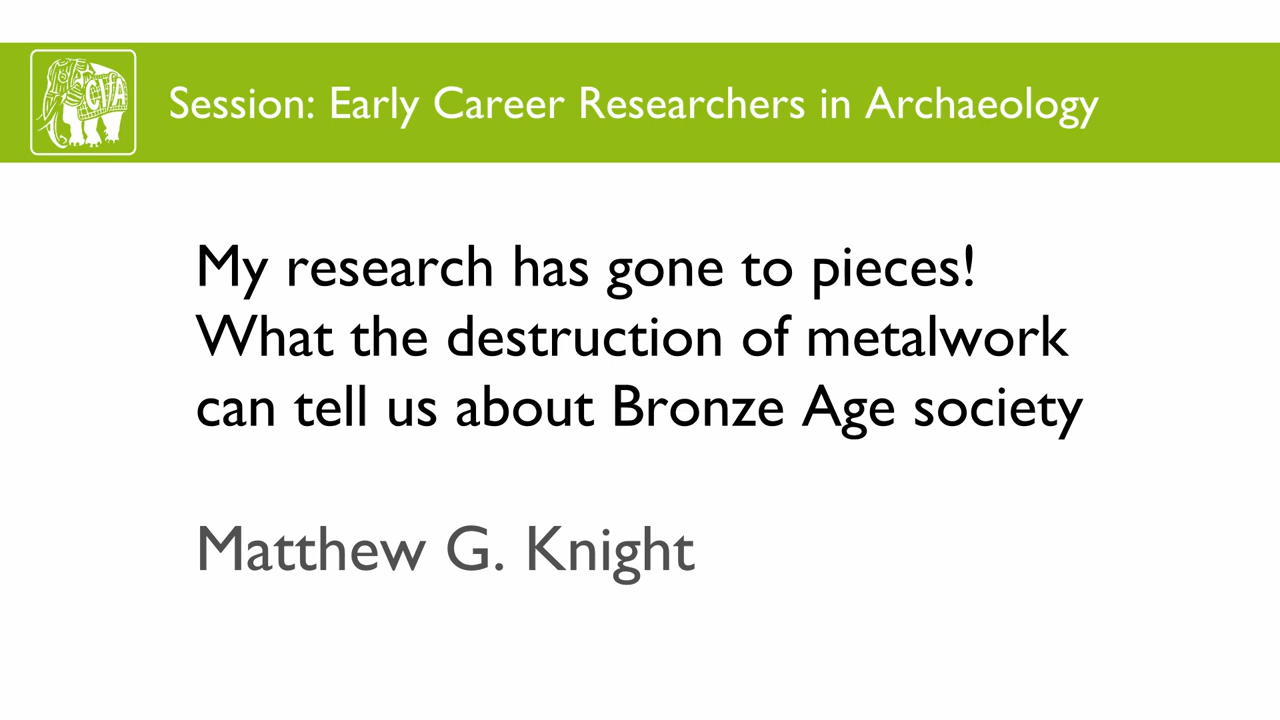 CVA
Session: Early Career Researchers in Archaeology
My research has gone to pieces!
What the destruction of metalwork
can tell us about Bronze Age society
Matthew G. Knight